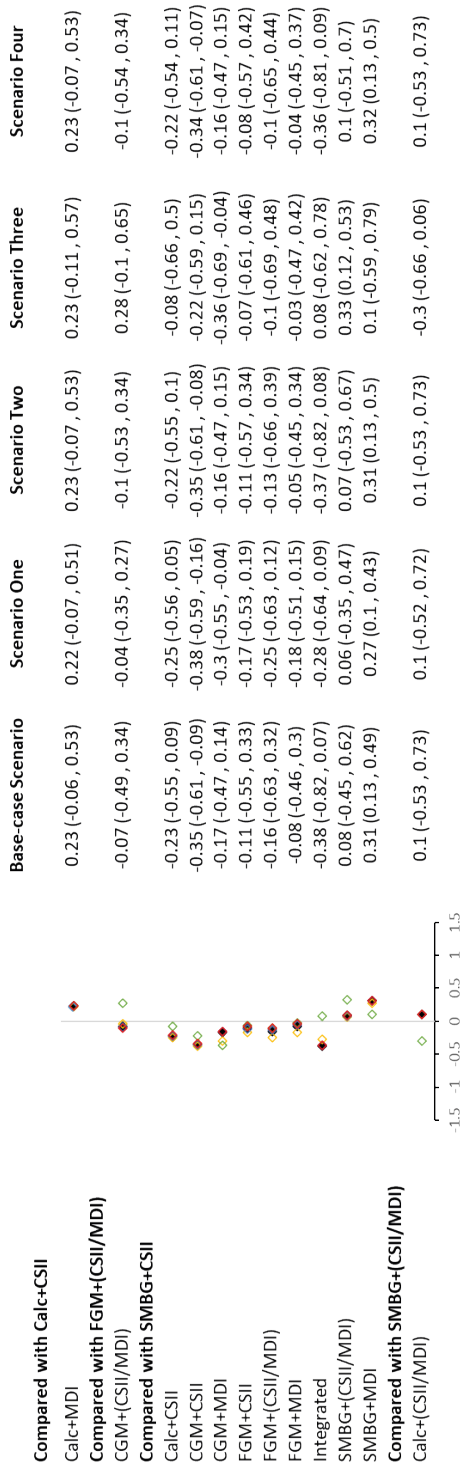 Base-case Scenario Scenario One Scenario Two Scenario Three Scenario Four
Compared with Calc+CSII
Calc+MDI 0.23 (-0.06 , 0.53) 0.22 (-0.07 , 0.51) 0.23 (-0.07 , 0.53) 0.23 (-0.11 , 0.57) 0.23 (-0.07 , 0.53)
Compared with FGM+(CSII/MDI)
CGM+(CSII/MDI) -0.07 (-0.49 , 0.34) -0.04 (-0.35 , 0.27) -0.1 (-0.53 , 0.34) 0.28 (-0.1 , 0.65) -0.1 (-0.54 , 0.34)
Compared with SMBG+CSII
Calc+CSII -0.23 (-0.55 , 0.09) -0.25 (-0.56 , 0.05) -0.22 (-0.55 , 0.1) -0.08 (-0.66 , 0.5) -0.22 (-0.54 , 0.11)
CGM+CSII -0.35 (-0.61 , -0.09) -0.38 (-0.59 , -0.16) -0.35 (-0.61 , -0.08) -0.22 (-0.59 , 0.15) -0.34 (-0.61 , -0.07)
CGM+MDI -0.17 (-0.47 , 0.14) -0.3 (-0.55 , -0.04) -0.16 (-0.47 , 0.15) -0.36 (-0.69 , -0.04) -0.16 (-0.47 , 0.15)
FGM+CSII -0.11 (-0.55 , 0.33) -0.17 (-0.53 , 0.19) -0.11 (-0.57 , 0.34) -0.07 (-0.61 , 0.46) -0.08 (-0.57 , 0.42)
FGM+(CSII/MDI) -0.16 (-0.63 , 0.32) -0.25 (-0.63 , 0.12) -0.13 (-0.66 , 0.39) -0.1 (-0.69 , 0.48) -0.1 (-0.65 , 0.44)
FGM+MDI -0.08 (-0.46 , 0.3) -0.18 (-0.51 , 0.15) -0.05 (-0.45 , 0.34) -0.03 (-0.47 , 0.42) -0.04 (-0.45 , 0.37)
Integrated -0.38 (-0.82 , 0.07) -0.28 (-0.64 , 0.09) -0.37 (-0.82 , 0.08) 0.08 (-0.62 , 0.78) -0.36 (-0.81 , 0.09)
SMBG+(CSII/MDI) 0.08 (-0.45 , 0.62) 0.06 (-0.35 , 0.47) 0.07 (-0.53 , 0.67) 0.33 (0.12 , 0.53) 0.1 (-0.51 , 0.7)
SMBG+MDI 0.31 (0.13 , 0.49) 0.27 (0.1 , 0.43) 0.31 (0.13 , 0.5) 0.1 (-0.59 , 0.79) 0.32 (0.13 , 0.5)
Compared with SMBG+(CSII/MDI)
Calc+(CSII/MDI) 0.1 (-0.53 , 0.73) 0.1 (-0.52 , 0.72) 0.1 (-0.53 , 0.73) -0.3 (-0.66 , 0.06) 0.1 (-0.53 , 0.73)
-1.5 -1 -0.5 0 0.5 1 1.5